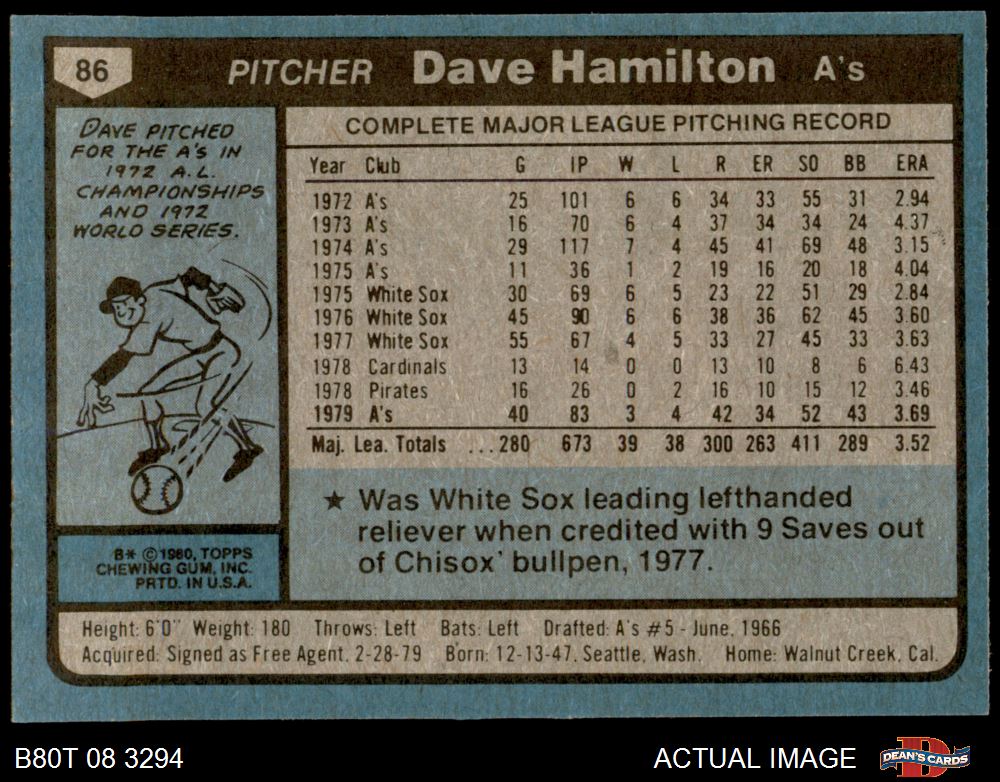 86 PITCHER Dave Hamilton A's
DAVE PITCHED
FOR THE A'S IN
1972 A.L.
CHAMPIONSHIPS
AND 1972
WORLD SERIES.
B* ©1980, TOPPS
CHEWING GUM, INC.
PRTD. IN U.S.A.
COMPLETE MAJOR LEAGUE PITCHING RECORD
Year Club G IP W L R ER SO BB ERA
1972 A's 25 101 6 6 34 33 55 31 2.94
1973 A's 16 70 6 4 37 34 34 24 4.37
1974 A's 29 117 7 4 45 41 69 48 3.15
1975 A's 11 36 1 2 19 16 20 18 4.04
1975 White Sox 30 69 6 5 23 22 51 29 2.84
1976 White Sox 45 90 6 6 38 36 62 45 3.60
1977 White Sox 55 67 4 5 33 27 45 33 3.63
1978 Cardinals 13 14 0 0 13 10 8 6 6.43
1978 Pirates 16 26 0 2 16 10 15 12 3.46
1979 A's 40 83 3 4 42 34 52 43 3.69
Maj. Lea. Totals ...280 673 39 38 300 263 411 289 3.52
★ Was White Sox leading lefthanded
reliever when credited with 9 Saves out
of Chisox' bullpen, 1977.
Height: 6'0" Weight: 180 Throws: Left Bats: Left Drafted: A's #5 - June, 1966
Acquired: Signed as Free Agent, 2-28-79 Born: 12-13-47, Seattle, Wash. Home: Walnut Creek, Cal.
B80T 08 3294 ACTUAL IMAGE DEAN'S CARDS